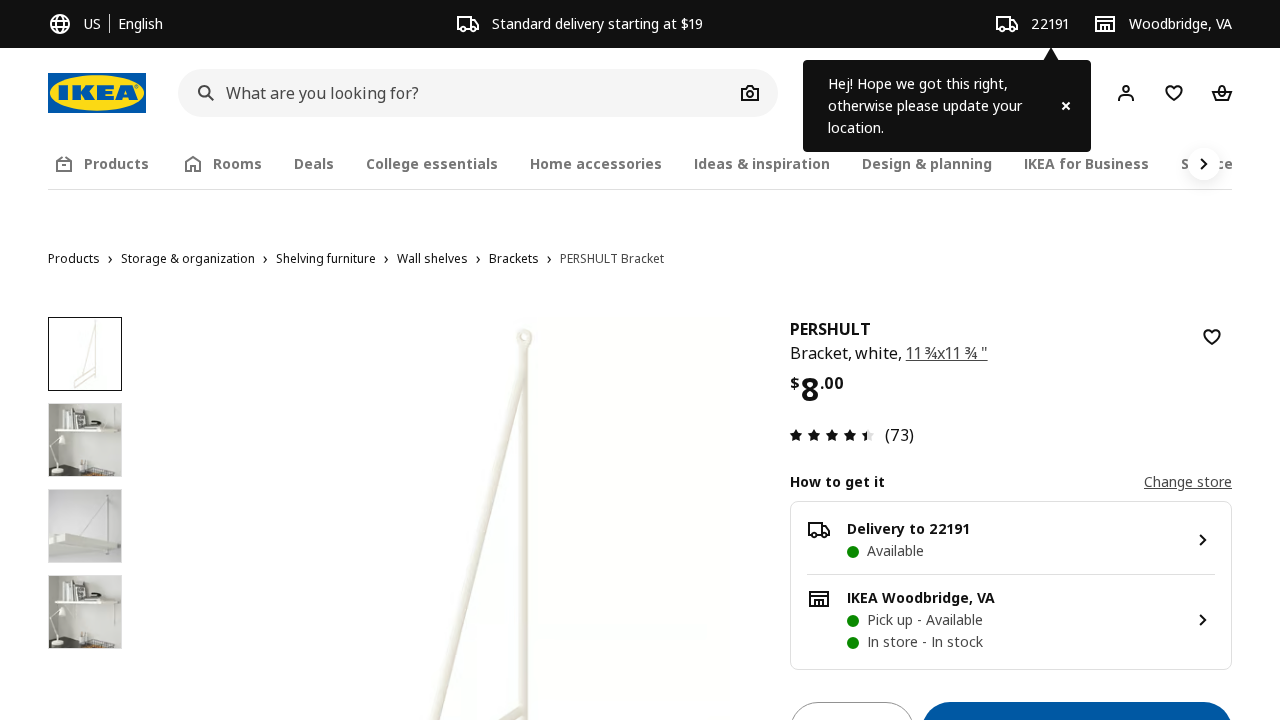 US
English
Standard delivery starting at $19
22191
Woodbridge, VA
IKEA
What are you looking for?
Hej! Hope we got this right,
otherwise please update your
location.
Products
Rooms
Deals
College essentials
Home accessories
Ideas & inspiration
Design & planning
IKEA for Business
Products › Storage & organization › Shelving furniture › Wall shelves › Brackets › PERSHULT Bracket
PERSHULT
Bracket, white, 11 ¾x11 ¾ "
$8.00
(73)
How to get it
Change store
Delivery to 22191
Available
IKEA Woodbridge, VA
Pick up - Available
In store - In stock